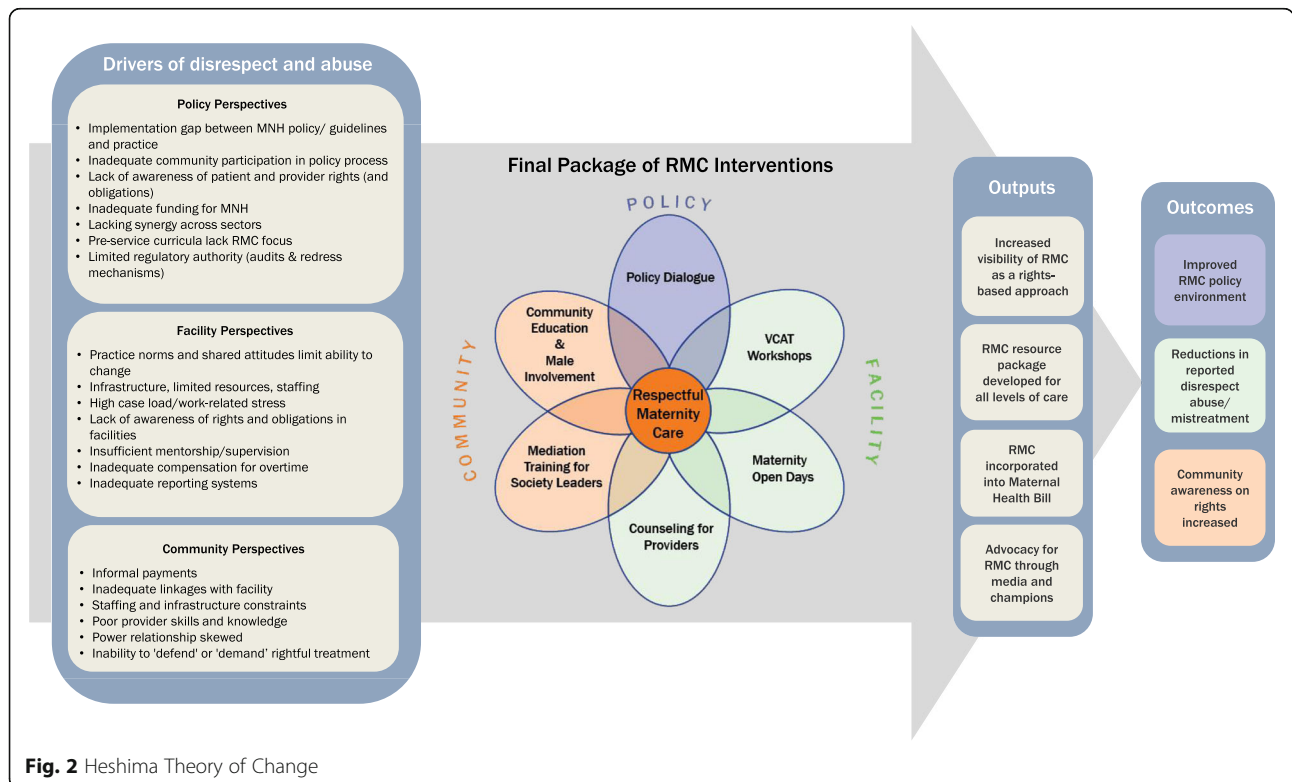 Drivers of disrespect and abuse
Policy Perspectives
• Implementation gap between MNH policy/ guidelines
and practice
• Inadequate community participation in policy process
• Lack of awareness of patient and provider rights (and
obligations)
• Inadequate funding for MNH
• Lacking synergy across sectors
• Pre-service curricula lack RMC focus
• Limited regulatory authority (audits & redress
mechanisms)
Facility Perspectives
• Practice norms and shared attitudes limit ability to
change
• Infrastructure, limited resources, staffing
• High case load/work-related stress
• Lack of awareness of rights and obligations in
facilities
• Insufficient mentorship/supervision
• Inadequate compensation for overtime
• Inadequate reporting systems
Community Perspectives
• Informal payments
• Inadequate linkages with facility
• Staffing and infrastructure constraints
• Poor provider skills and knowledge
• Power relationship skewed
• Inability to 'defend' or 'demand’ rightful treatment
Final Package of RMC Interventions
POLICY
Policy Dialogue
Community
Education
&
Male
Involvement
VCAT
Workshops
COMMUNITY
FACILITY
Respectful
Maternity
Care
Mediation
Training for
Society Leaders
Maternity
Open Days
Counseling for
Providers
Outputs
Increased
visibility of RMC
as a rights-
based approach
RMC resource
package
developed for
all levels of care
RMC
incorporated
into Maternal
Health Bill
Advocacy for
RMC through
media and
champions
Outcomes
Improved
RMC policy
environment
Reductions in
reported
disrespect
abuse/
mistreatment
Community
awareness on
rights
increased
Fig. 2 Heshima Theory of Change